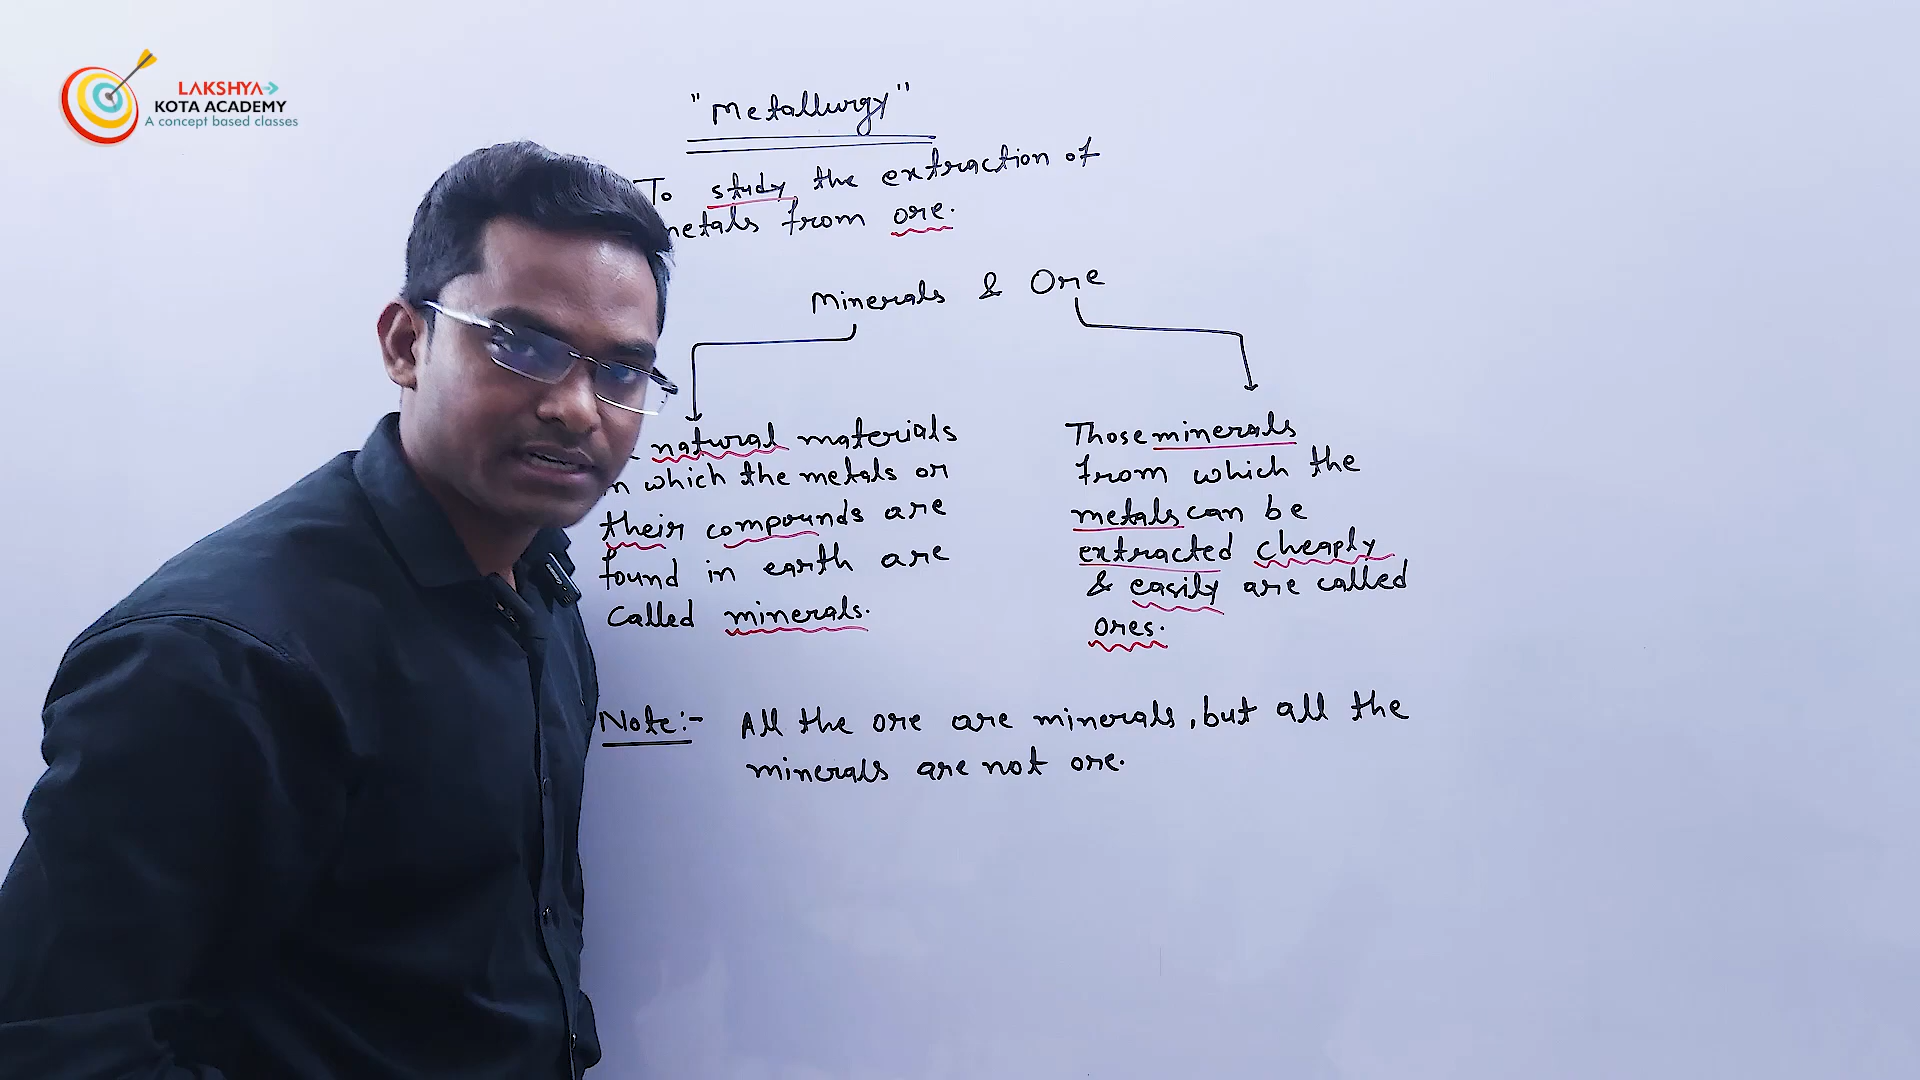 LAKSHYA
KOTA ACADEMY
A concept based classes
"Metallurgy"
To study the extraction of
metals from ore.
Minerals & Ore
natural materials
in which the metals or
their compounds are
found in earth are
called minerals.
Those minerals
from which the
metals can be
extracted cheaply
& easily are called
ores.
Note:- All the ore are minerals, but all the
minerals are not ore.